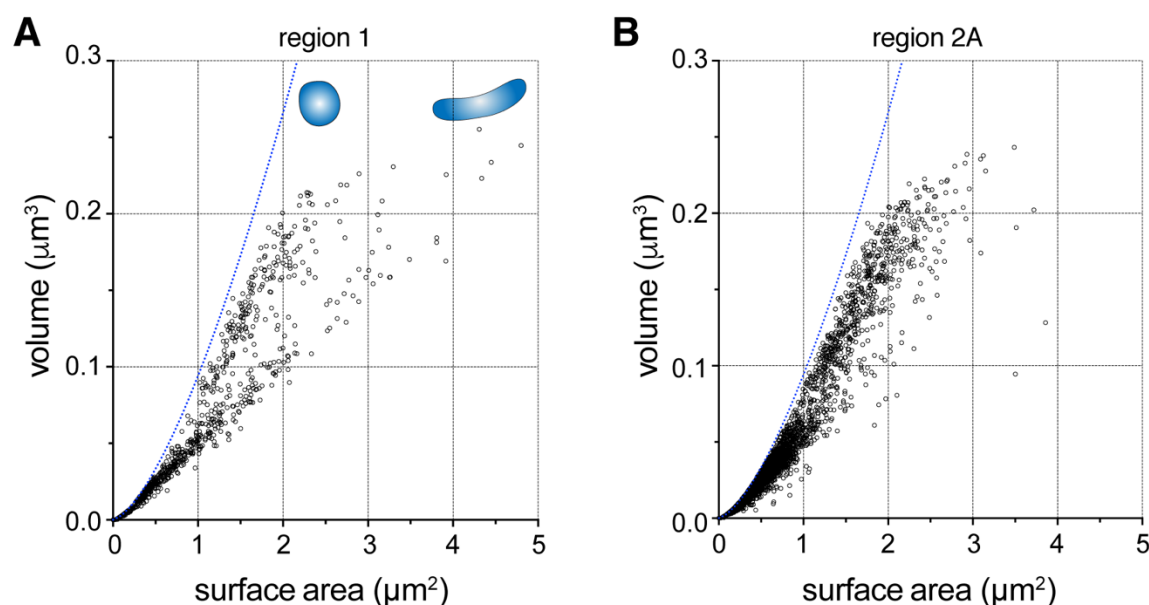 A
region 1
0.3
0.2
0.1
0.0
volume (μm³)
0 1 2 3 4 5
surface area (μm²)
B
region 2A
0.3
0.2
0.1
0.0
volume (μm³)
0 1 2 3 4 5
surface area (μm²)